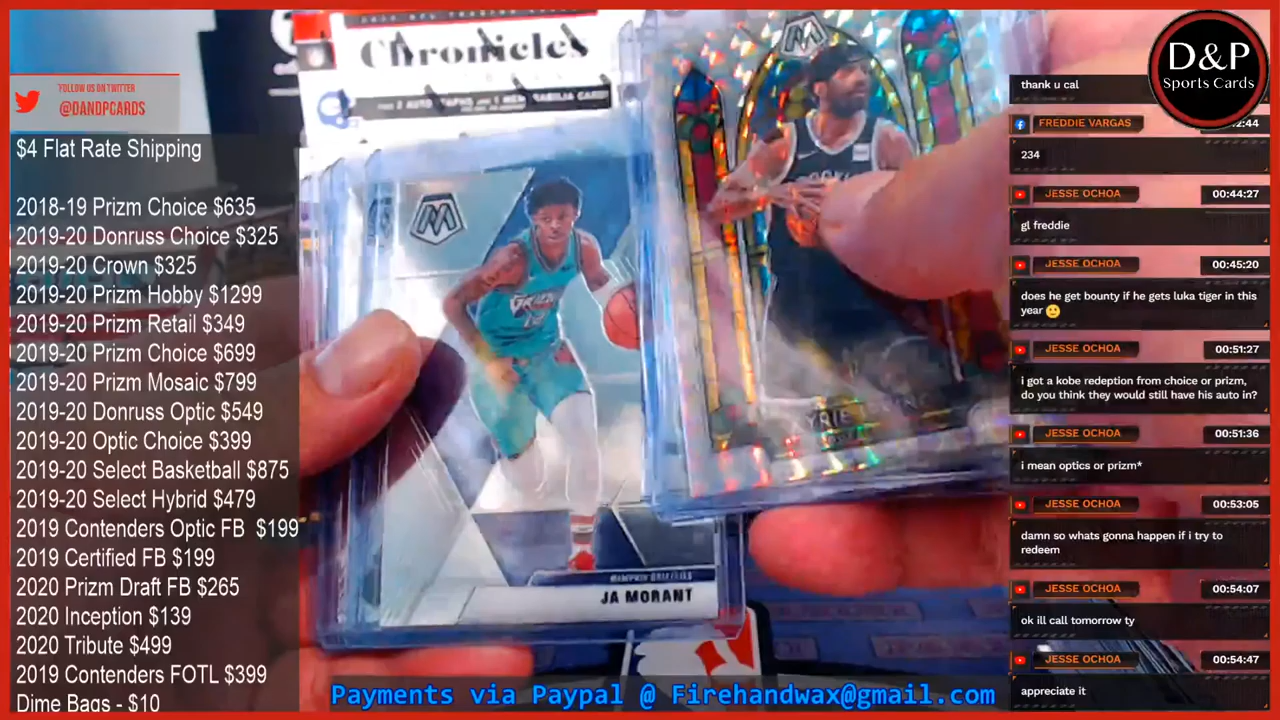 FOLLOW US ON TWITTER
@DANDPCARDS
$4 Flat Rate Shipping
2018-19 Prizm Choice $635
2019-20 Donruss Choice $325
2019-20 Crown $325
2019-20 Prizm Hobby $1299
2019-20 Prizm Retail $349
2019-20 Prizm Choice $699
2019-20 Prizm Mosaic $799
2019-20 Donruss Optic $549
2019-20 Optic Choice $399
2019-20 Select Basketball $875
2019-20 Select Hybrid $479
2019 Contenders Optic FB $199
2019 Certified FB $199
2020 Prizm Draft FB $265
2020 Inception $139
2020 Tribute $499
2019 Contenders FOTL $399
Dime Bags - $10
Chronicles
MEMPHIS GRIZZLIES
JA MORANT
Payments via Paypal @ Firehandwax@gmail.com
D&P
Sports Cards
thank u cal
FREDDIE VARGAS
234
JESSE OCHOA 00:44:27
gl freddie
JESSE OCHOA 00:45:20
does he get bounty if he gets luka tiger in this
year
JESSE OCHOA 00:51:27
i got a kobe redeption from choice or prizm,
do you think they would still have his auto in?
JESSE OCHOA 00:51:36
i mean optics or prizm*
JESSE OCHOA 00:53:05
damn so whats gonna happen if i try to
redeem
JESSE OCHOA 00:54:07
ok ill call tomorrow ty
JESSE OCHOA 00:54:47
appreciate it